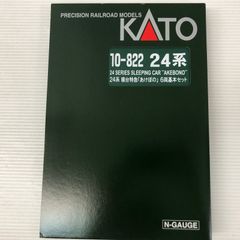 PRECISION RAILROAD MODELS
KATO
10-822 24系
24 SERIES SLEEPING CAR "AKEBONO"
24系 寝台特急「あけぼの」 6両基本セット
N-GAUGE